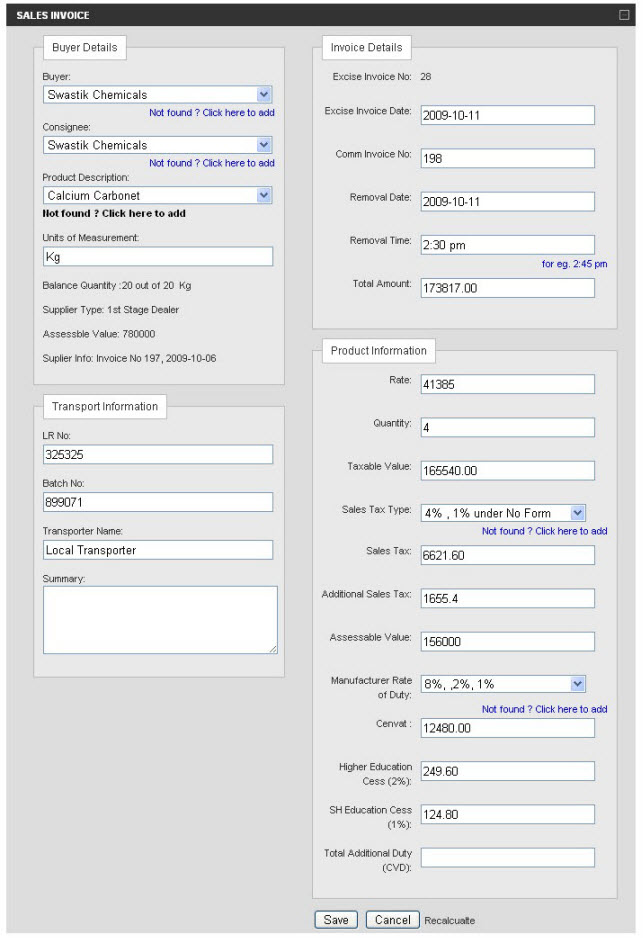 SALES INVOICE
Buyer Details
Buyer:
Swastik Chemicals
Not found ? Click here to add
Consignee:
Swastik Chemicals
Not found ? Click here to add
Product Description:
Calcium Carbonet
Not found ? Click here to add
Units of Measurement:
Kg
Balance Quantity :20 out of 20 Kg
Supplier Type: 1st Stage Dealer
Assessble Value: 780000
Suplier Info: Invoice No 197, 2009-10-06
Transport Information
LR No:
325325
Batch No:
899071
Transporter Name:
Local Transporter
Summary:
Invoice Details
Excise Invoice No: 28
Excise Invoice Date: 2009-10-11
Comm Invoice No: 198
Removal Date: 2009-10-11
Removal Time: 2:30 pm
for eg. 2:45 pm
Total Amount: 173817.00
Product Information
Rate: 41385
Quantity: 4
Taxable Value: 165540.00
Sales Tax Type: 4% , 1% under No Form
Not found ? Click here to add
Sales Tax: 6621.60
Additional Sales Tax: 1655.4
Assessable Value: 156000
Manufacturer Rate
of Duty: 8%, ,2%, 1%
Not found ? Click here to add
Cenvat : 12480.00
Higher Education
Cess (2%): 249.60
SH Education Cess
(1%): 124.80
Total Additional Duty
(CVD):
Save Cancel Recalcualte